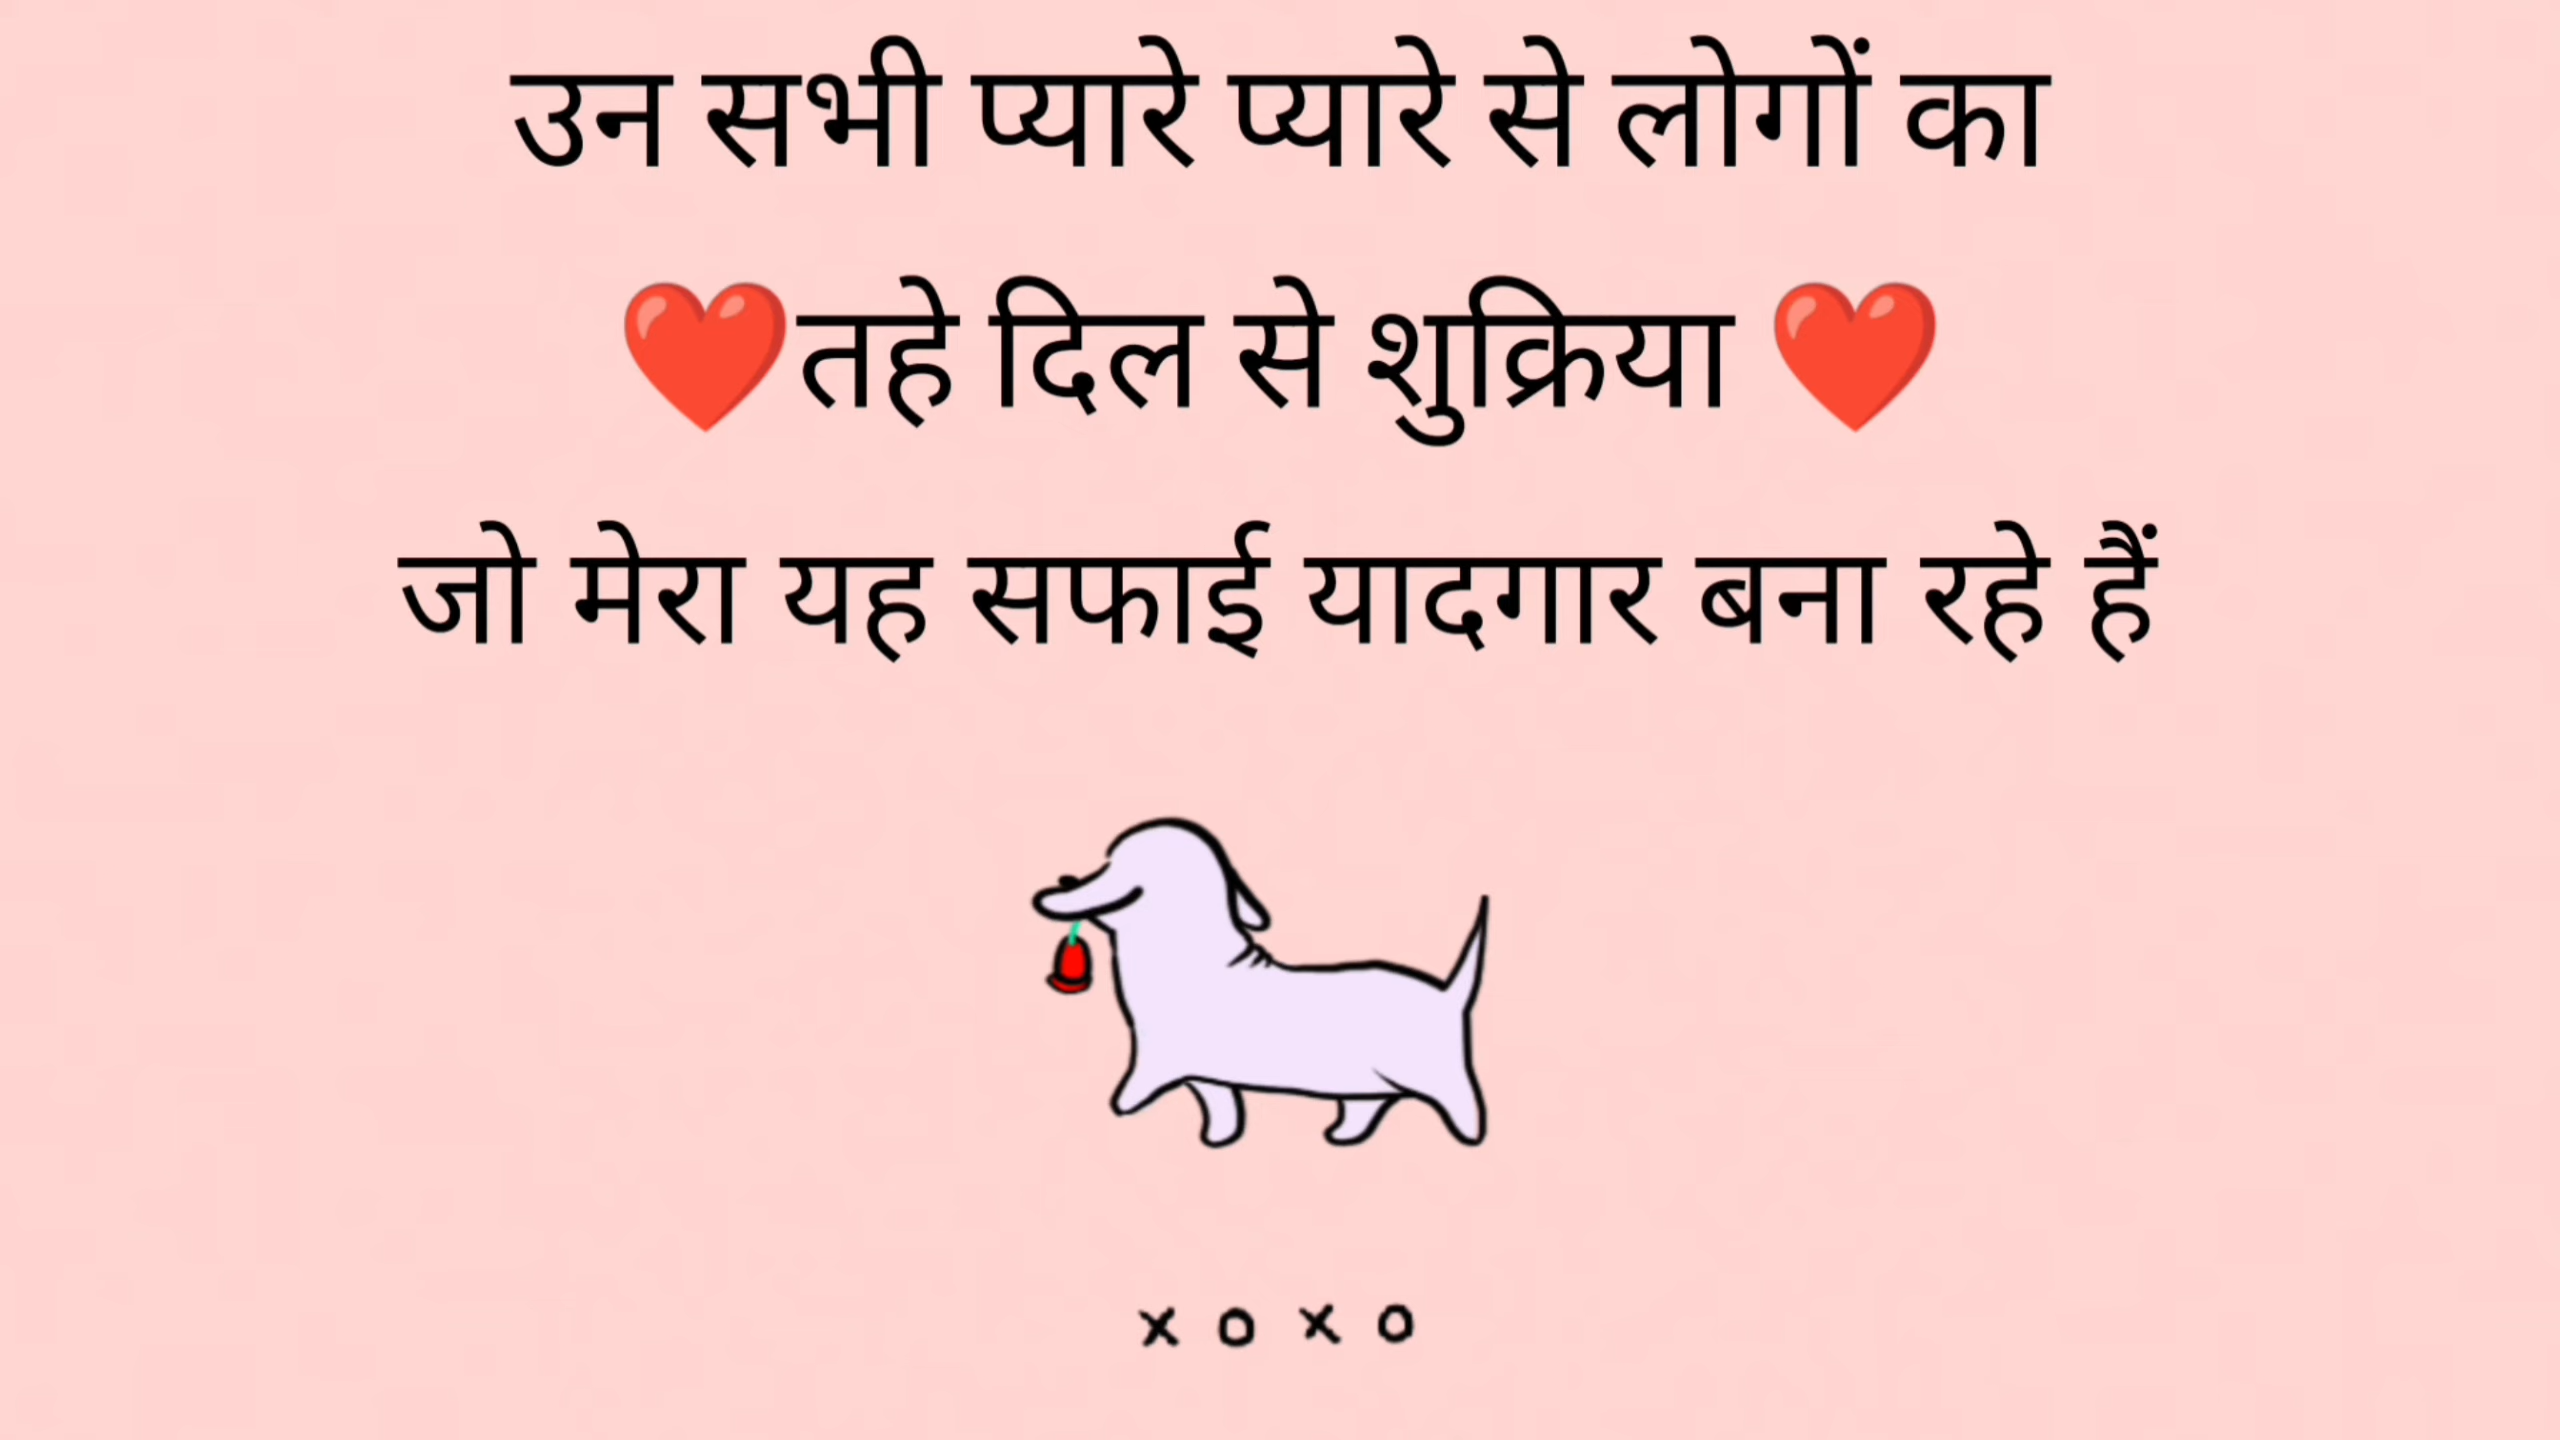 उन सभी प्यारे प्यारे से लोगों का
❤️तहे दिल से शुक्रिया ❤️
जो मेरा यह सफाई यादगार बना रहे हैं
x o x o